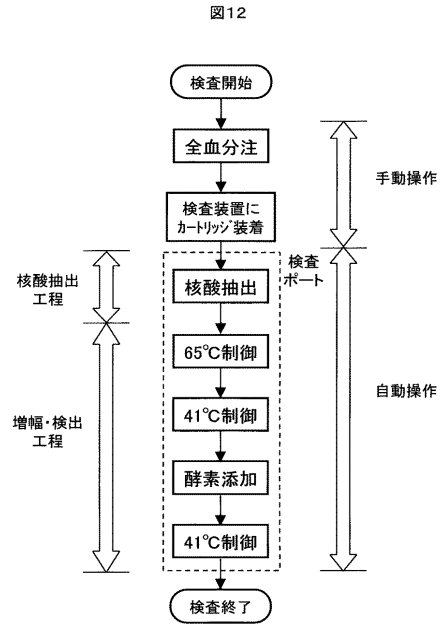 図12
検査開始
全血分注
手動操作
検査装置に
ｶｰﾄﾘｯｼﾞ装着
検査
ポート
核酸抽出
工程
核酸抽出
65℃制御
41℃制御
自動操作
増幅・検出
工程
酵素添加
41℃制御
検査終了